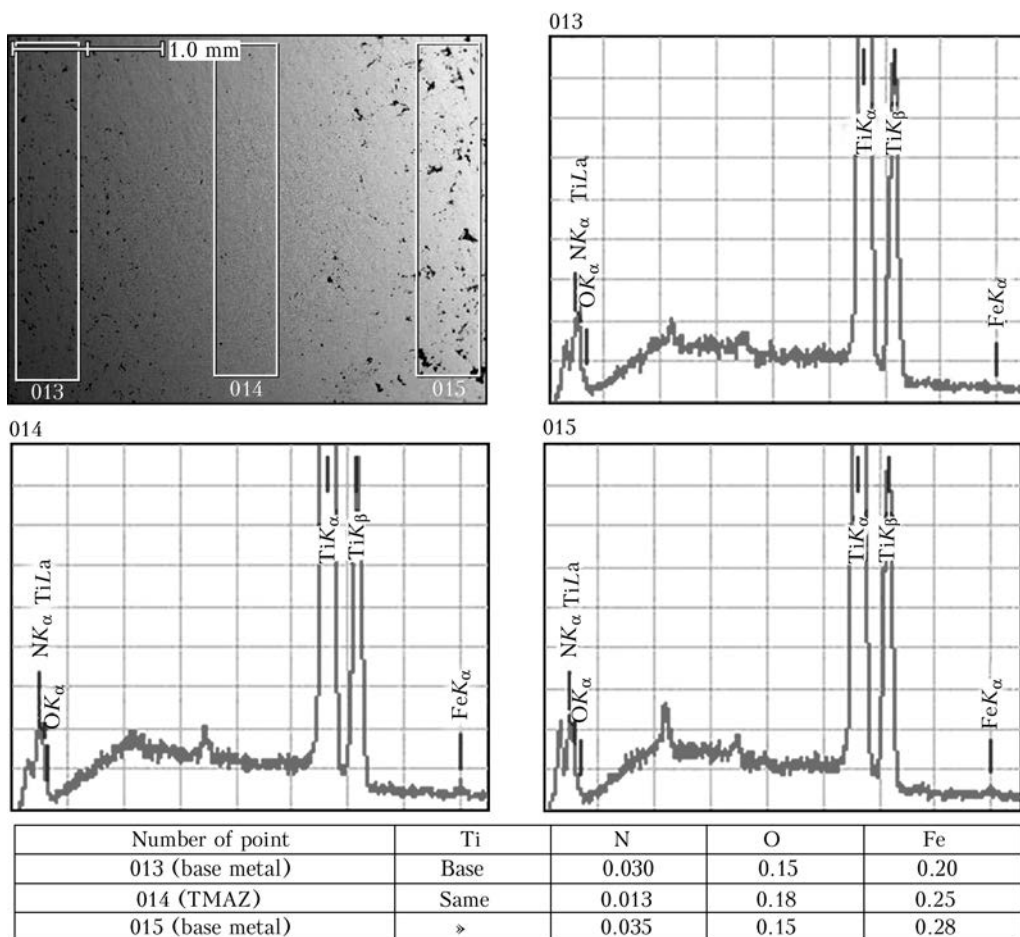 1.0 mm
013
014
015
013
NKα TiLa
OKα
TiKα
TiKβ
FeKα
014
NKα TiLa
OKα
TiKα
TiKβ
FeKα
015
NKα TiLa
OKα
TiKα
TiKβ
FeKα
Number of point Ti N O Fe
013 (base metal) Base 0.030 0.15 0.20
014 (TMAZ) Same 0.013 0.18 0.25
015 (base metal) » 0.035 0.15 0.28